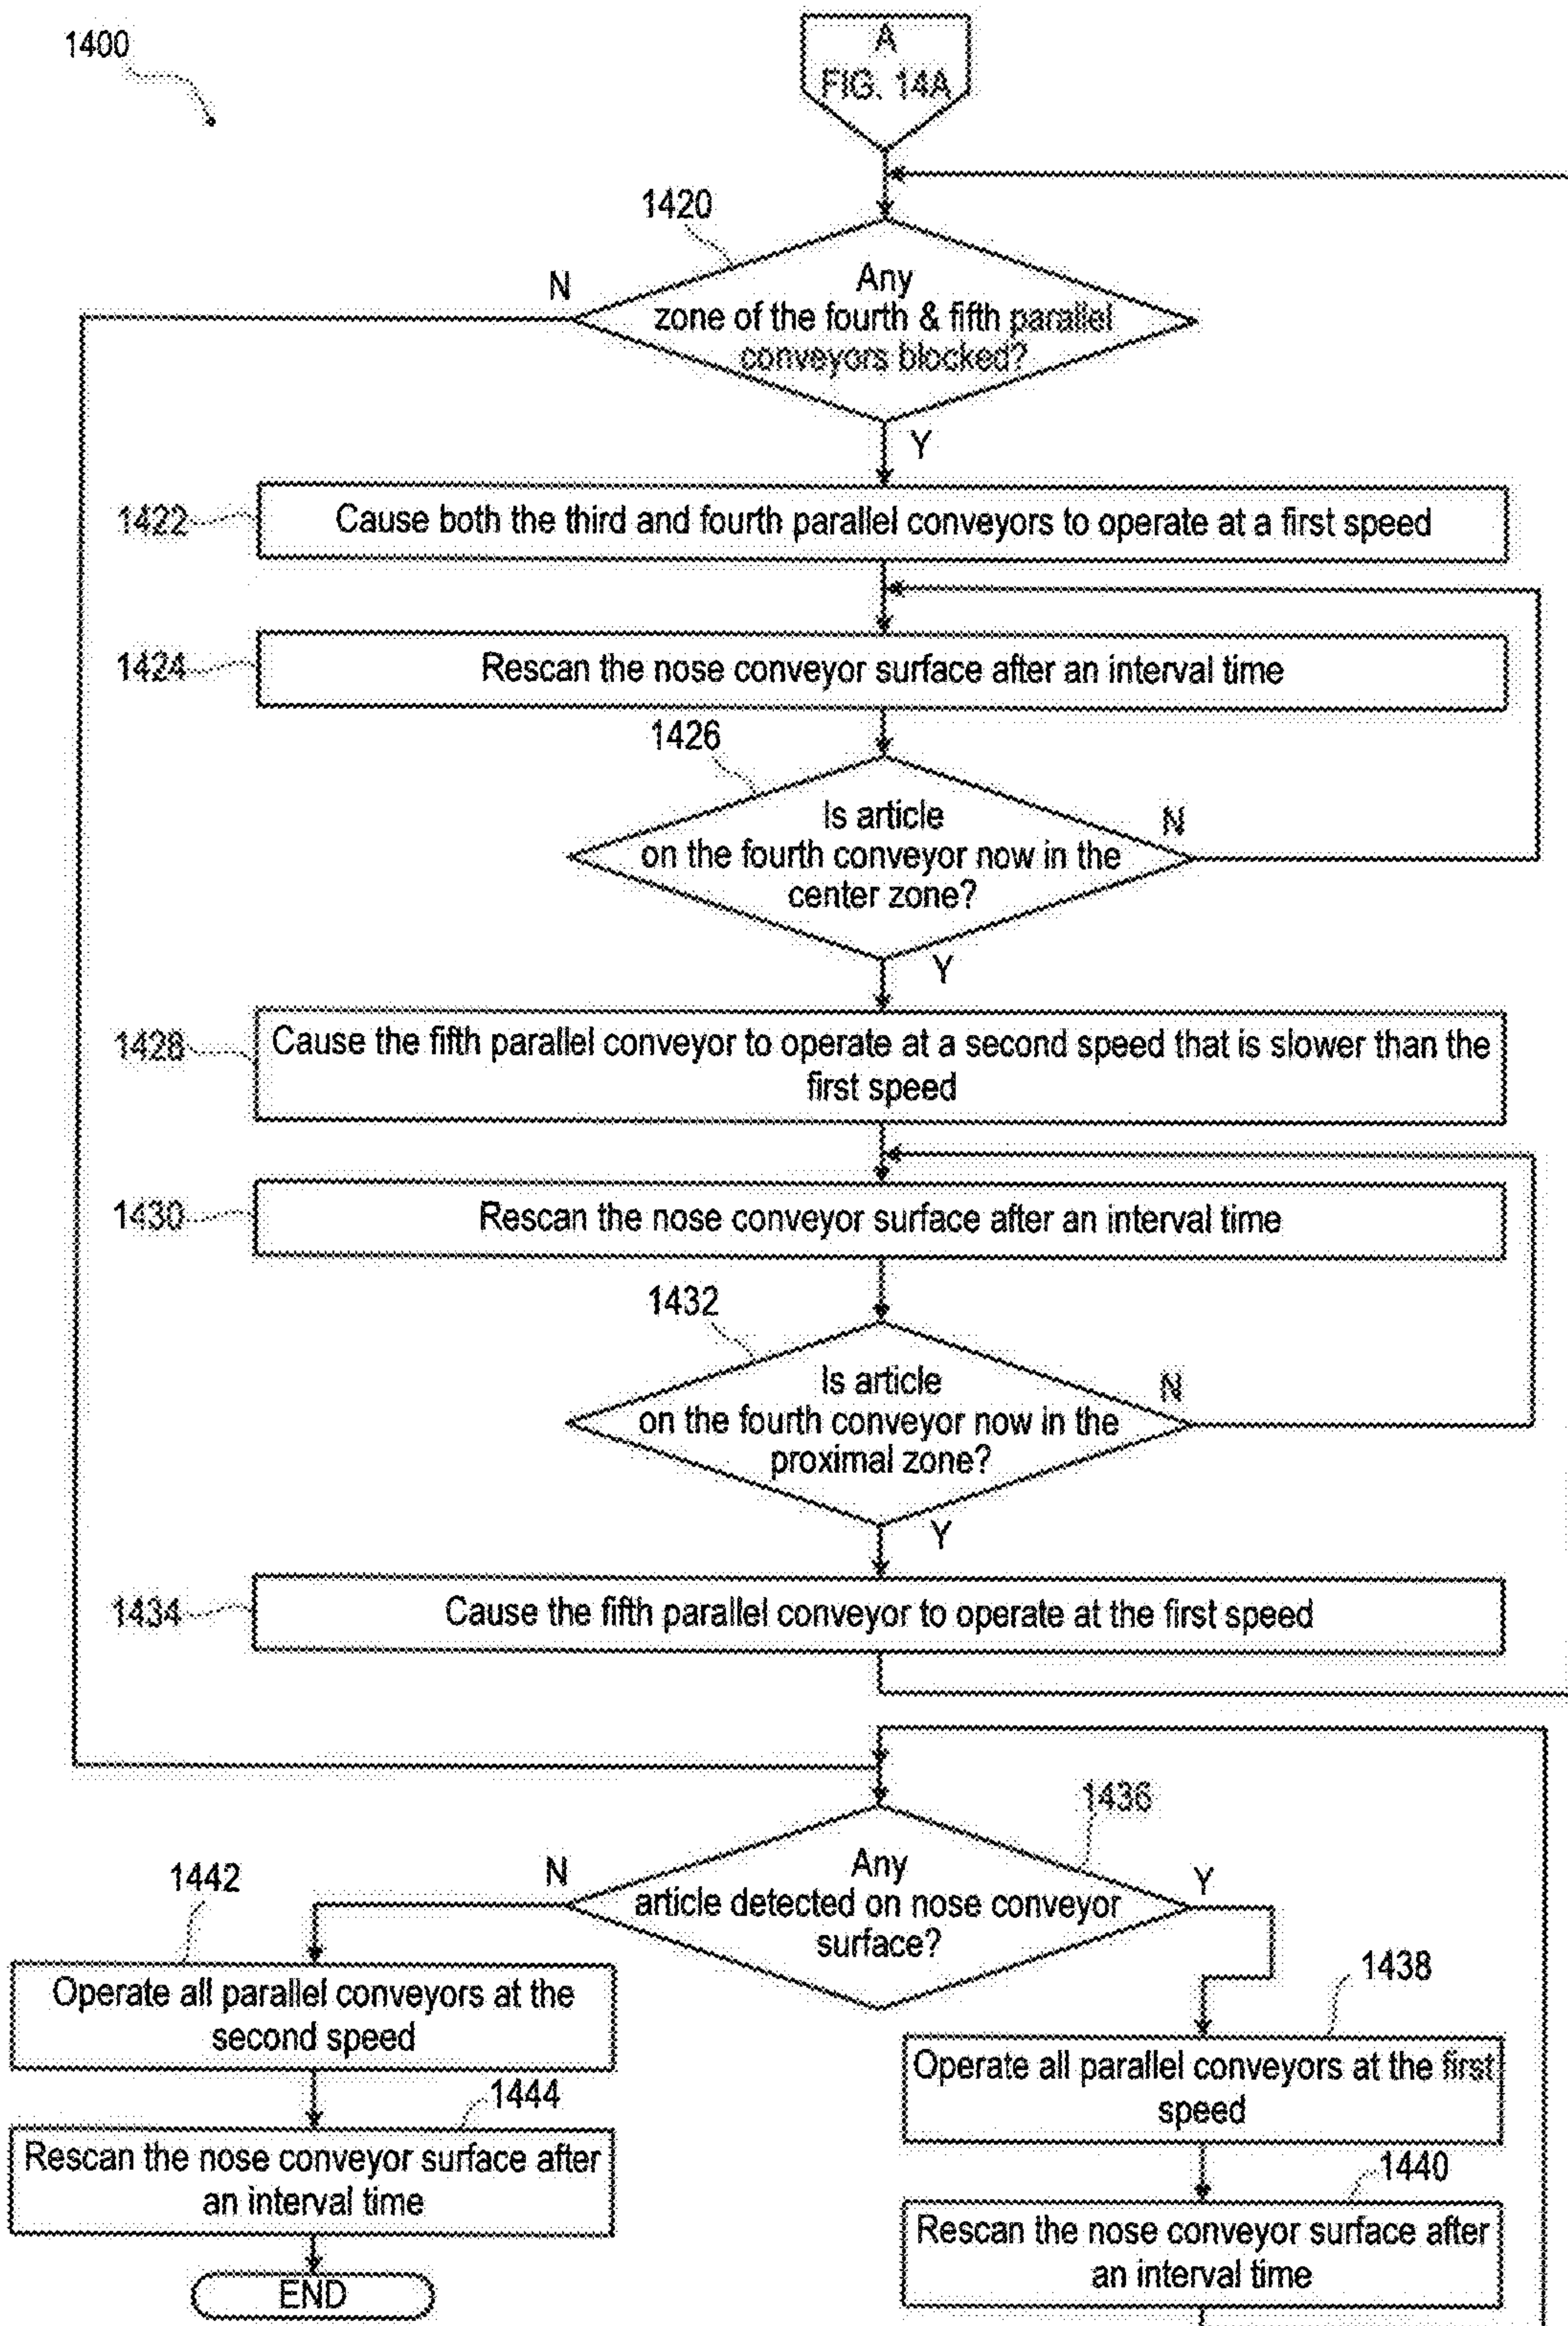 1400
A
FIG. 14A
1420
N
Any
zone of the fourth & fifth parallel
conveyors blocked?
Y
1422
Cause both the third and fourth parallel conveyors to operate at a first speed
1424
Rescan the nose conveyor surface after an interval time
1426
Is article
on the fourth conveyor now in the
center zone?
N
Y
1428
Cause the fifth parallel conveyor to operate at a second speed that is slower than the
first speed
1430
Rescan the nose conveyor surface after an interval time
1432
Is article
on the fourth conveyor now in the
proximal zone?
N
Y
1434
Cause the fifth parallel conveyor to operate at the first speed
1436
N
Any
article detected on nose conveyor
surface?
Y
1442
Operate all parallel conveyors at the
second speed
1438
Operate all parallel conveyors at the first
speed
1444
Rescan the nose conveyor surface after
an interval time
1440
Rescan the nose conveyor surface after
an interval time
END